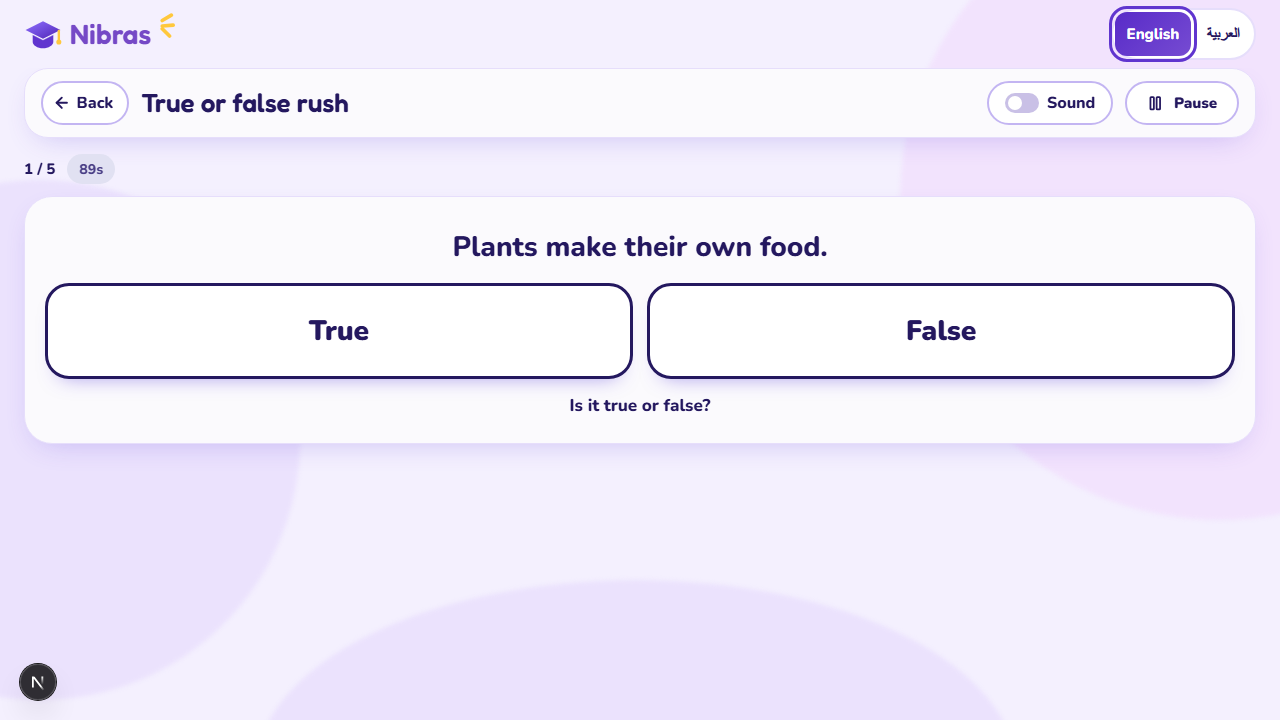 Nibras
English
العربية
Back
True or false rush
Sound
Pause
1 / 5
89s
Plants make their own food.
True
False
Is it true or false?
N